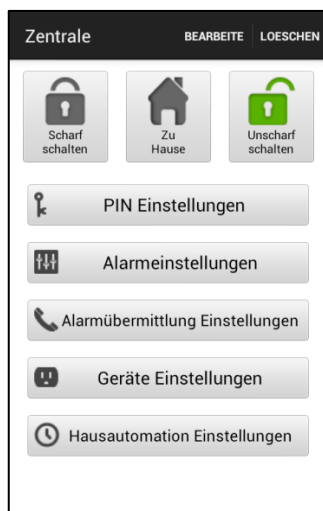 Zentrale BEARBEITE LOESCHEN
Scharf schalten
Zu Hause
Unscharf schalten
PIN Einstellungen
Alarmeinstellungen
Alarmübermittlung Einstellungen
Geräte Einstellungen
Hausautomation Einstellungen